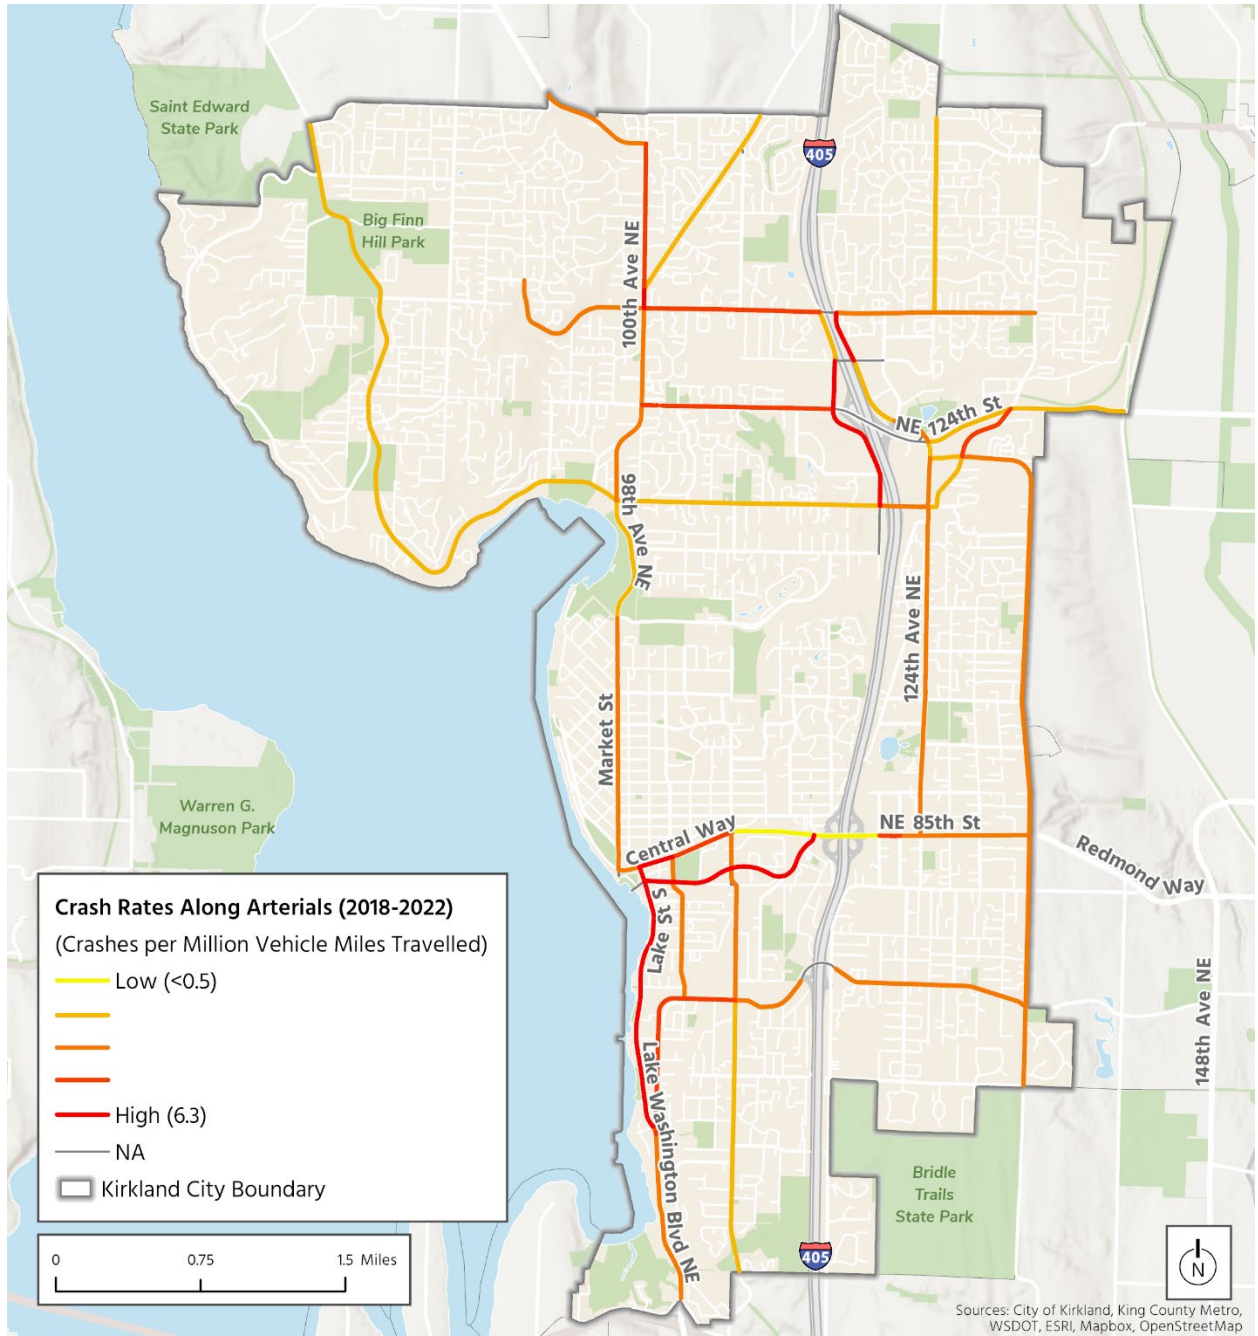 Saint Edward
State Park
405
Big Finn
Hill Park
100th Ave NE
NE 124th St
98th Ave NE
124th Ave NE
Market St
Warren G.
Magnuson Park
NE 85th St
Central Way
Redmond Way
Lake St S
148th Ave NE
Lake Washington Blvd NE
Bridle
Trails
State Park
405
Crash Rates Along Arterials (2018-2022)
(Crashes per Million Vehicle Miles Travelled)
Low (<0.5)
High (6.3)
NA
Kirkland City Boundary
0 0.75 1.5 Miles
N
Sources: City of Kirkland, King County Metro,
WSDOT, ESRI, Mapbox, OpenStreetMap